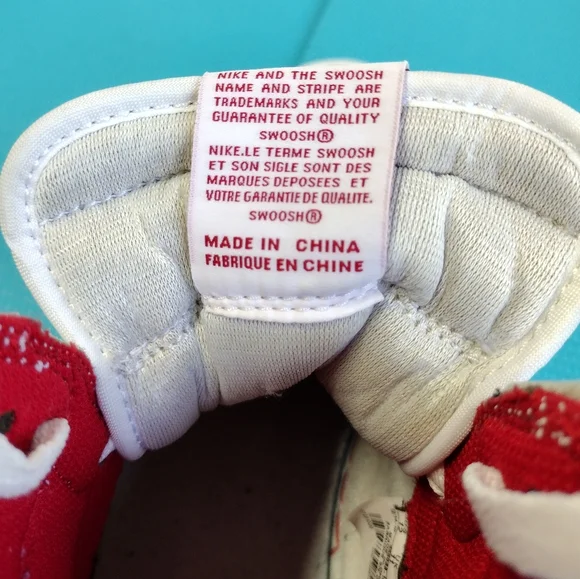 NIKE AND THE SWOOSH
NAME AND STRIPE ARE
TRADEMARKS AND YOUR
GUARANTEE OF QUALITY
SWOOSH®
NIKE.LE TERME SWOOSH
ET SON SIGLE SONT DES
MARQUES DEPOSEES ET
VOTRE GARANTIE DE QUALITE.
SWOOSH®
MADE IN CHINA
FABRIQUE EN CHINE